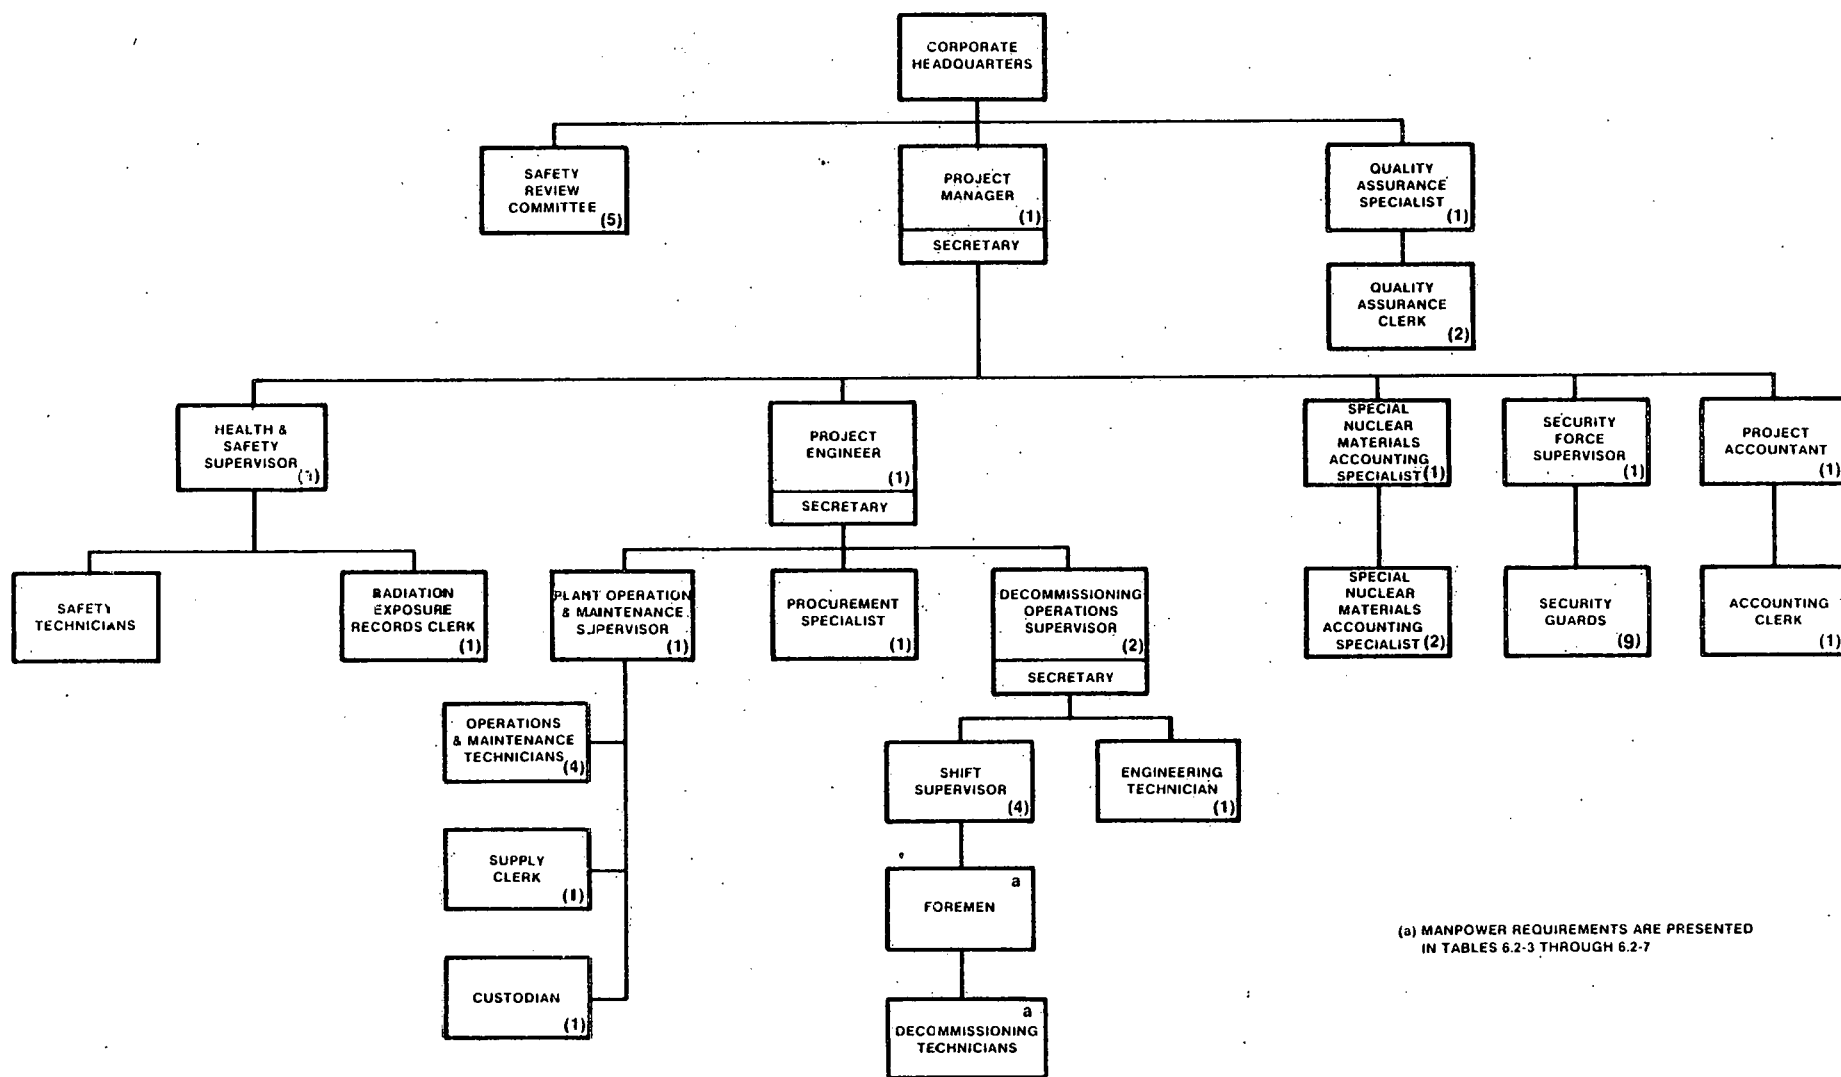 CORPORATE
HEADQUARTERS
SAFETY
REVIEW
COMMITTEE
(5)
PROJECT
MANAGER
(1)
SECRETARY
QUALITY
ASSURANCE
SPECIALIST
(1)
QUALITY
ASSURANCE
CLERK
(2)
HEALTH &
SAFETY
SUPERVISOR
PROJECT
ENGINEER
(1)
SECRETARY
SPECIAL
NUCLEAR
MATERIALS
ACCOUNTING
SPECIALIST (1)
SECURITY
FORCE
SUPERVISOR
(1)
PROJECT
ACCOUNTANT
(1)
SAFETY
TECHNICIANS
RADIATION
EXPOSURE
RECORDS CLERK
(1)
PLANT OPERATION
& MAINTENANCE
SUPERVISOR
(1)
PROCUREMENT
SPECIALIST
(1)
DECOMMISSIONING
OPERATIONS
SUPERVISOR
(2)
SECRETARY
SPECIAL
NUCLEAR
MATERIALS
ACCOUNTING
SPECIALIST (2)
SECURITY
GUARDS
(9)
ACCOUNTING
CLERK
(1)
OPERATIONS
& MAINTENANCE
TECHNICIANS
(4)
SHIFT
SUPERVISOR
(4)
ENGINEERING
TECHNICIAN
(1)
SUPPLY
CLERK
(1)
a
FOREMEN
CUSTODIAN
(1)
a
DECOMMISSIONING
TECHNICIANS
(a) MANPOWER REQUIREMENTS ARE PRESENTED
IN TABLES 6.2-3 THROUGH 6.2-7